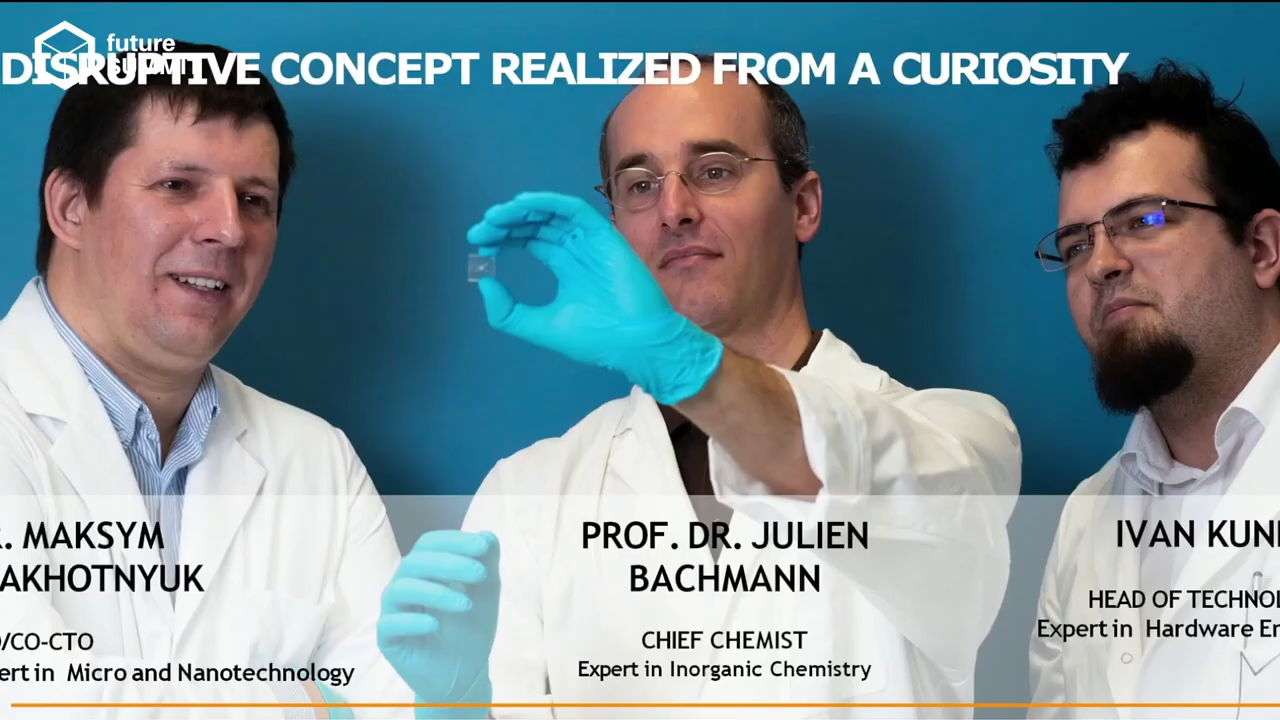 future
SUMMIT
DISRUPTIVE CONCEPT REALIZED FROM A CURIOSITY
R. MAKSYM
AKHOTNYUK
O/CO-CTO
ert in Micro and Nanotechnology
PROF. DR. JULIEN
BACHMANN
CHIEF CHEMIST
Expert in Inorganic Chemistry
IVAN KUN
HEAD OF TECHNOL
Expert in Hardware En